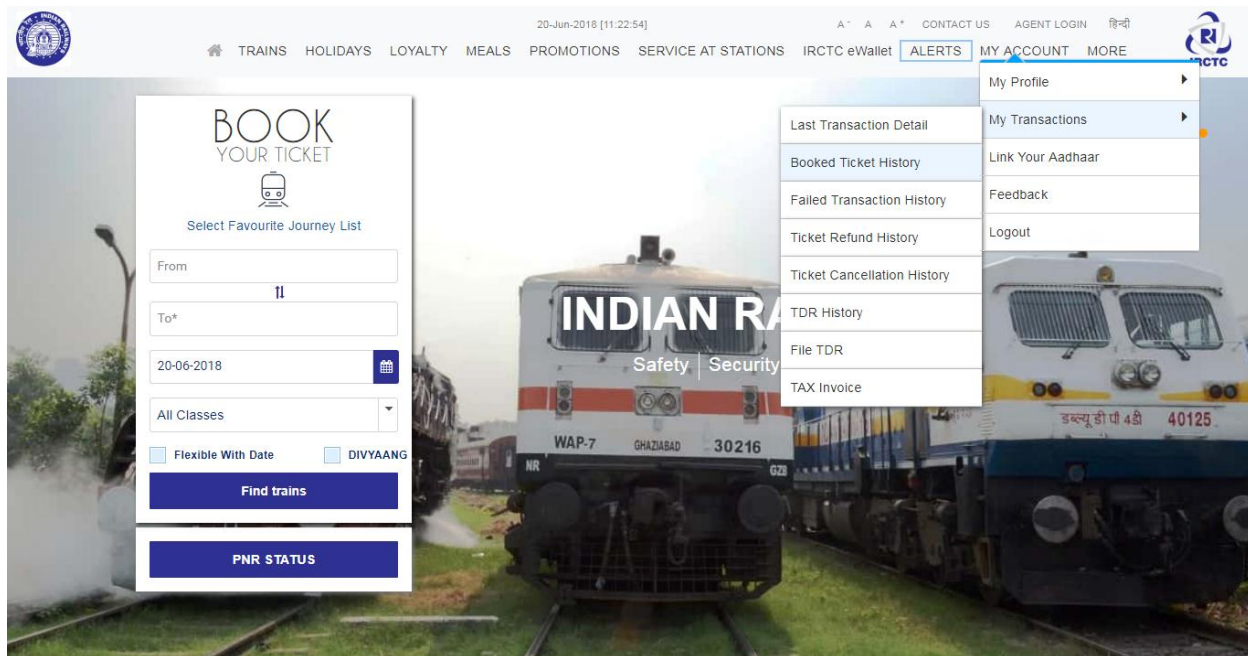 20-Jun-2018 [11:22:54]
A- A A+ CONTACT US AGENT LOGIN हिन्दी
TRAINS HOLIDAYS LOYALTY MEALS PROMOTIONS SERVICE AT STATIONS IRCTC eWallet ALERTS MY ACCOUNT MORE
IRCTC
My Profile
My Transactions
Link Your Aadhaar
Feedback
Logout
Last Transaction Detail
Booked Ticket History
Failed Transaction History
Ticket Refund History
Ticket Cancellation History
TDR History
File TDR
TAX Invoice
BOOK
YOUR TICKET
Select Favourite Journey List
From
To*
20-06-2018
All Classes
Flexible With Date DIVYAANG
Find trains
PNR STATUS
INDIAN RA
Safety | Security
WAP-7 GHAZIABAD 30216
NR GZB
डब्ल्यू डी पी 4डी 40125